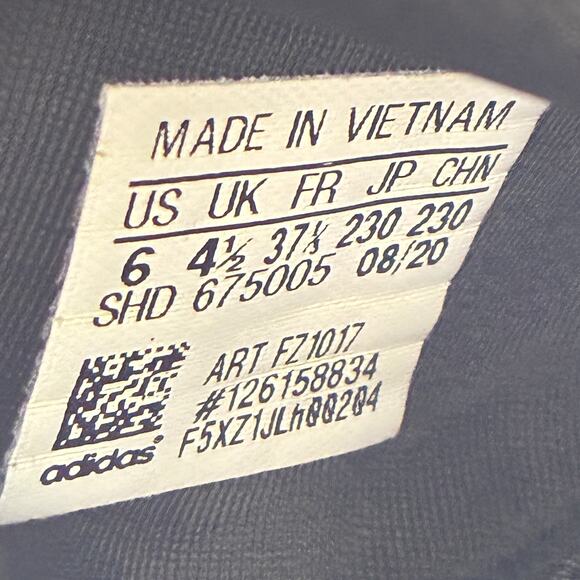 MADE IN VIETNAM
US UK FR JP CHN
6 4½ 37⅓ 230 230
SHD 675005 08/20
ART FZ1017
#126158834
F5XZ1JLh00204
adidas